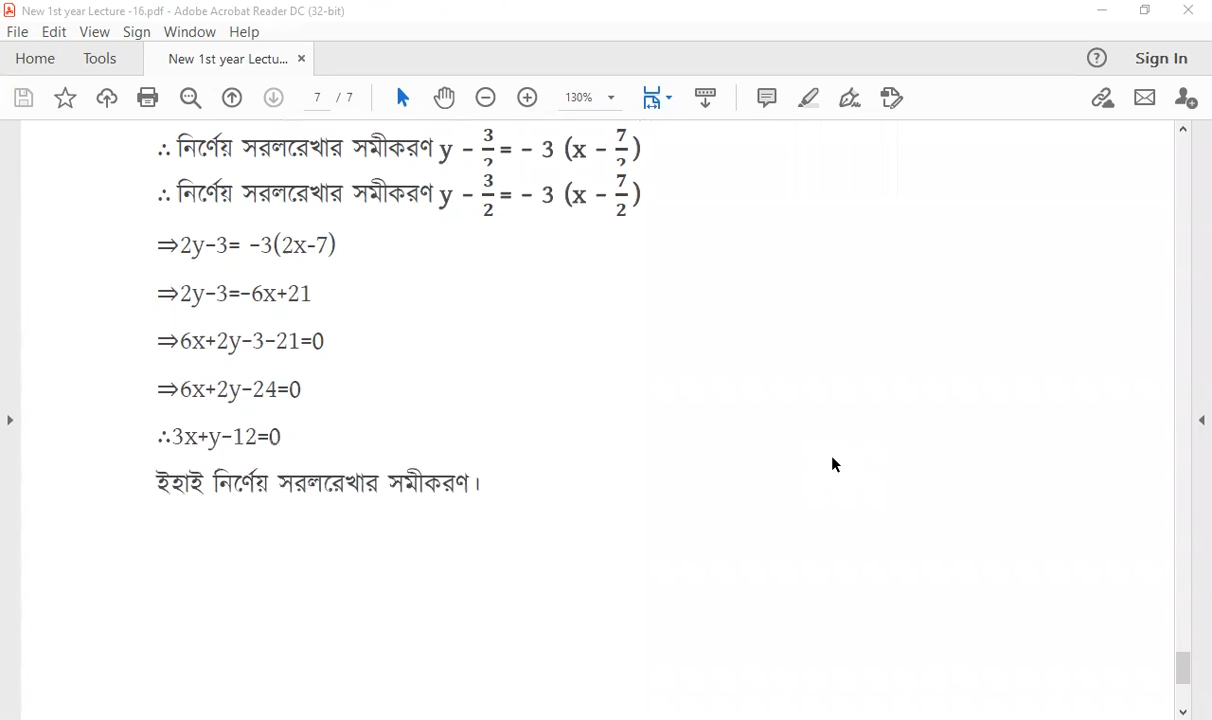 New 1st year Lecture -16.pdf - Adobe Acrobat Reader DC (32-bit)
File Edit View Sign Window Help
Home Tools New 1st year Lectu... × ? Sign In
7 / 7 130%
∴ নির্ণেয় সরলরেখার সমীকরণ y - 3/2 = - 3 (x - 7/2)
∴ নির্ণেয় সরলরেখার সমীকরণ y - 3/2 = - 3 (x - 7/2)
⇒2y-3= -3(2x-7)
⇒2y-3=-6x+21
⇒6x+2y-3-21=0
⇒6x+2y-24=0
∴3x+y-12=0
ইহাই নির্ণেয় সরলরেখার সমীকরণ।